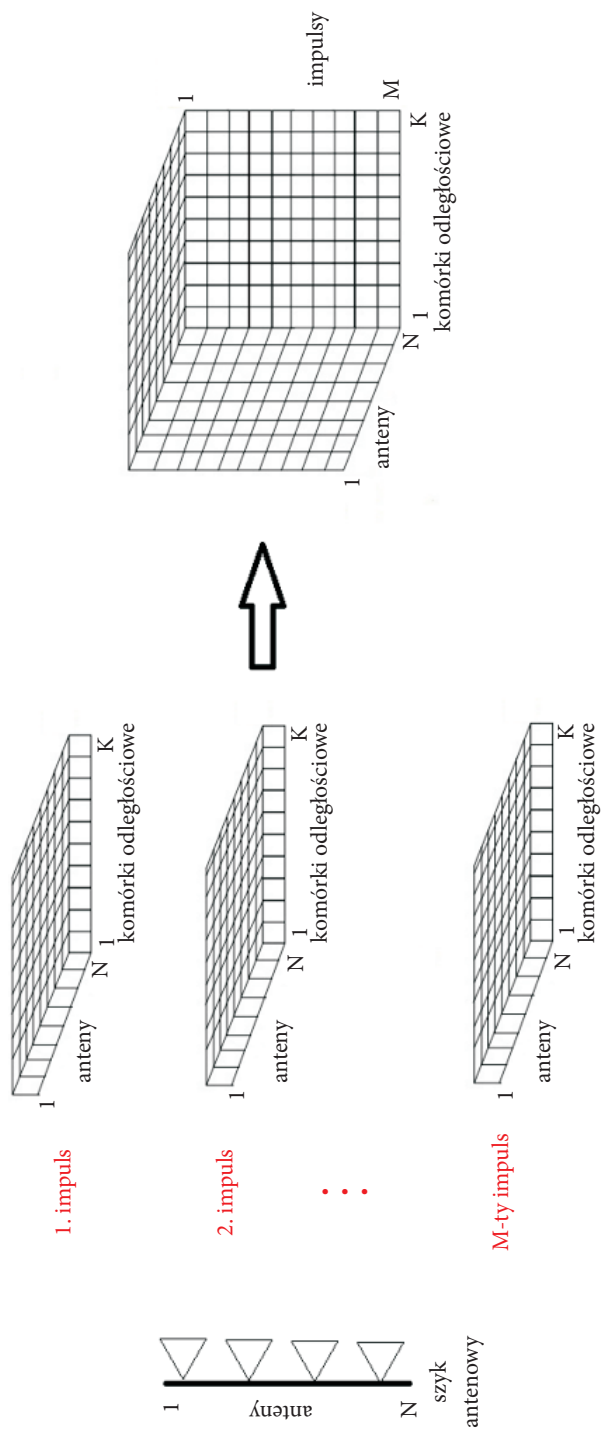 1
anteny
N
szyk
antenowy
1. impuls
1
anteny
N
1
K
komórki odległościowe
2. impuls
1
anteny
N
1
K
komórki odległościowe
. . .
M-ty impuls
1
anteny
N
1
K
komórki odległościowe
1
anteny
N
1
K
komórki odległościowe
1
impulsy
M